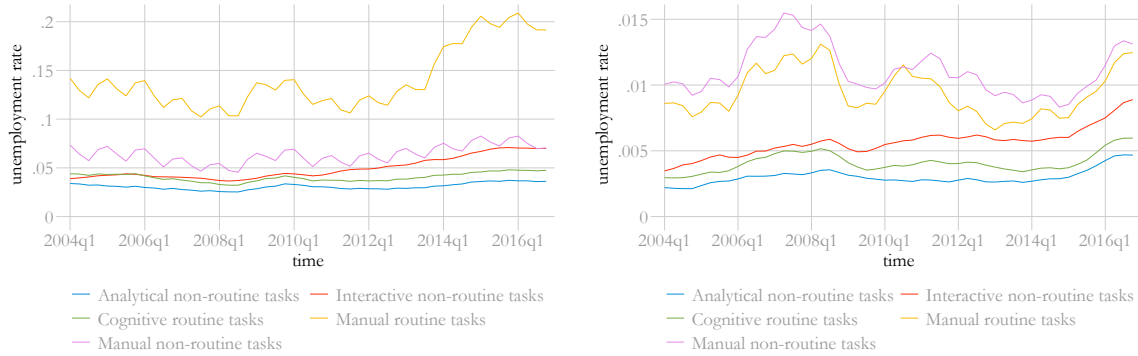 unemployment rate
.2
.15
.1
.05
0
2004q1 2006q1 2008q1 2010q1 2012q1 2014q1 2016q1
time
Analytical non-routine tasks Interactive non-routine tasks
Cognitive routine tasks Manual routine tasks
Manual non-routine tasks
unemployment rate
.015
.01
.005
0
2004q1 2006q1 2008q1 2010q1 2012q1 2014q1 2016q1
time
Analytical non-routine tasks Interactive non-routine tasks
Cognitive routine tasks Manual routine tasks
Manual non-routine tasks